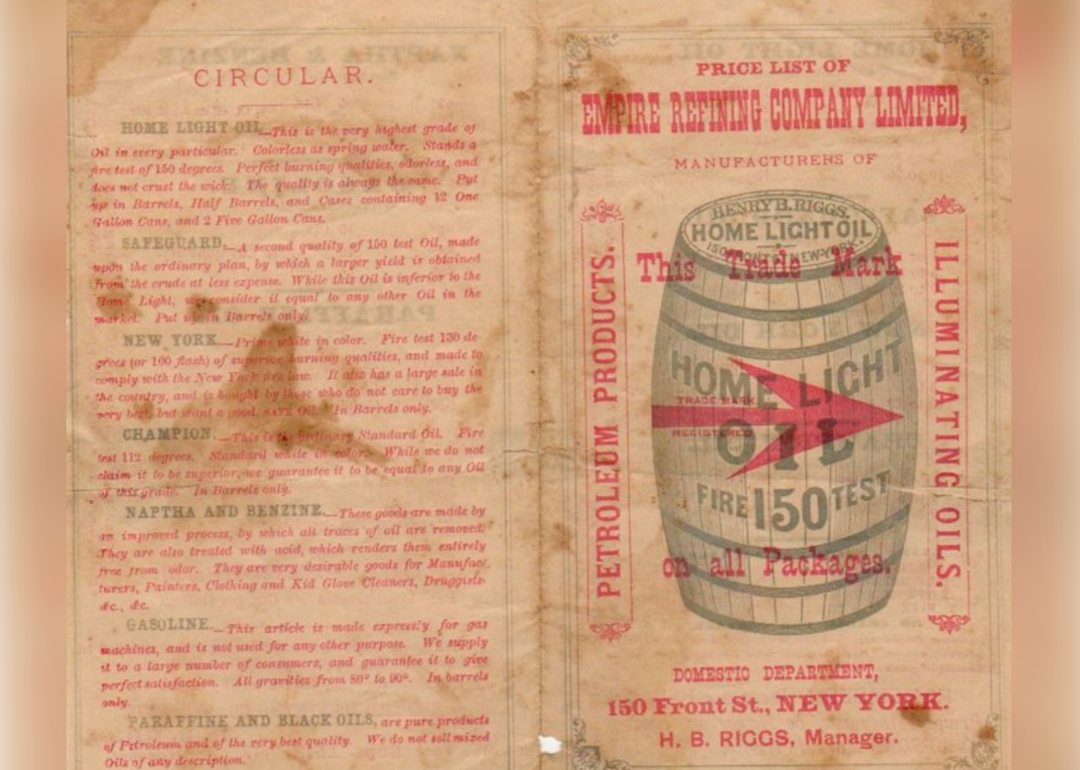 CIRCULAR.
HOME LIGHT OIL.—This is the very highest grade of
Oil in every particular. Colorless as spring water. Stands a
fire test of 150 degrees. Perfect burning qualities, odorless, and
does not crust the wick. The quality is always the same. Put
up in Barrels, Half Barrels, and Cases containing 12 One
Gallon Cans, and 2 Five Gallon Cans.
SAFEGUARD.—A second quality of 150 test Oil, made
upon the ordinary plan, by which a larger yield is obtained
from the crude at less expense. While this Oil is inferior to the
Home Light, we consider it equal to any other Oil in the
market. Put up in Barrels only.
NEW YORK.—Prime white in color. Fire test 130 de-
grees (or 100 flash) of superior burning qualities, and made to
comply with the New York fire law. It also has a large sale in
the country, and is bought by those who do not care to buy the
very best, but want a good, SAFE Oil. In Barrels only.
CHAMPION.—This is the ordinary Standard Oil. Fire
test 112 degrees. Standard white in color. While we do not
claim it to be superior, we guarantee it to be equal to any Oil
of this grade. In Barrels only.
NAPTHA AND BENZINE.—These goods are made by
an improved process, by which all traces of oil are removed.
They are also treated with acid, which renders them entirely
free from odor. They are very desirable goods for Manufac-
turers, Painters, Clothing and Kid Glove Cleaners, Druggists,
&c., &c.
GASOLINE.—This article is made expressly for gas
machines, and is not used for any other purpose. We supply
it to a large number of consumers, and guarantee it to give
perfect satisfaction. All gravities from 80° to 90°. In barrels
only.
PARAFFINE AND BLACK OILS, are pure products
of Petroleum and of the very best quality. We do not sell mixed
Oils of any description.
PRICE LIST OF
EMPIRE REFINING COMPANY LIMITED,
MANUFACTURERS OF
PETROLEUM PRODUCTS.
HENRY B. RIGGS.
HOME LIGHT OIL
150 FRONT ST. NEW-YORK.
This Trade Mark
HOME LIGHT
TRADE MARK
OIL
REGISTERED
FIRE 150 TEST
on all Packages.
ILLUMINATING OILS.
DOMESTIC DEPARTMENT,
150 Front St., NEW YORK.
H. B. RIGGS, Manager.